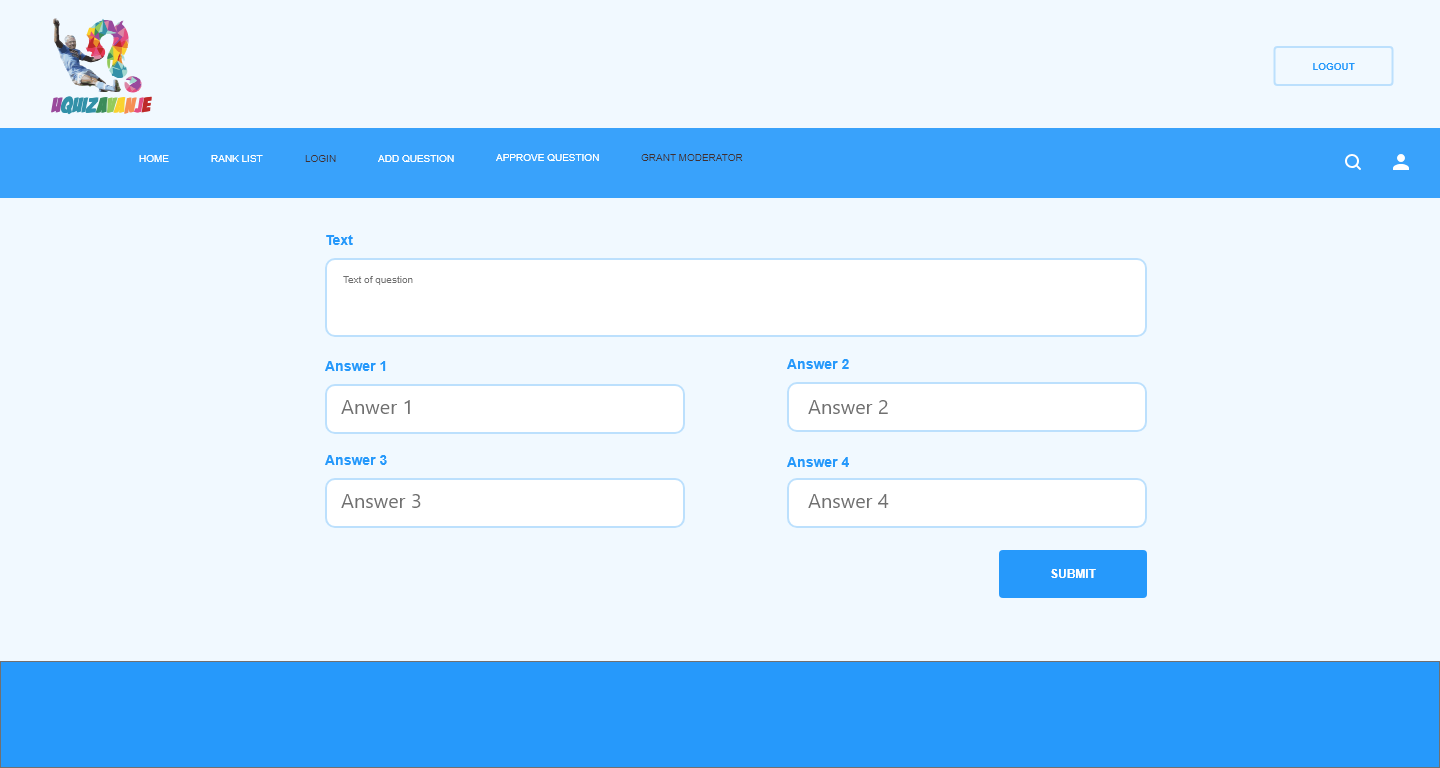 UQUIZAVANJE
LOGOUT
HOME RANK LIST LOGIN ADD QUESTION APPROVE QUESTION GRANT MODERATOR
Text
Text of question
Answer 1 Answer 2
Anwer 1 Answer 2
Answer 3 Answer 4
Answer 3 Answer 4
SUBMIT